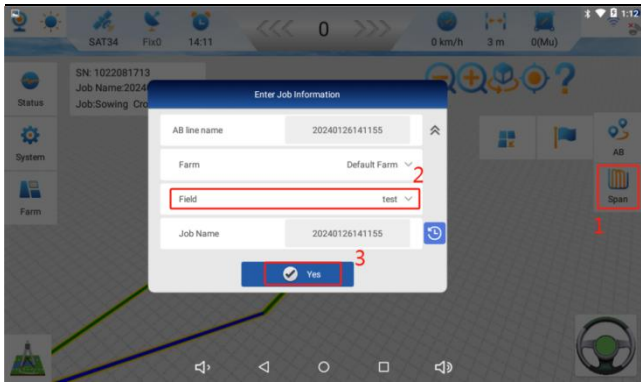 1:12
SAT34
Fix0
14:11
0
0 km/h
3 m
0(Mu)
SN: 1022081713
Job Name:2024
Job:Sowing Cro
Status
System
Farm
Enter Job Information
AB line name
20240126141155
Farm
Default Farm
2
Field
test
Job Name
20240126141155
3
Yes
AB
Span
1
?